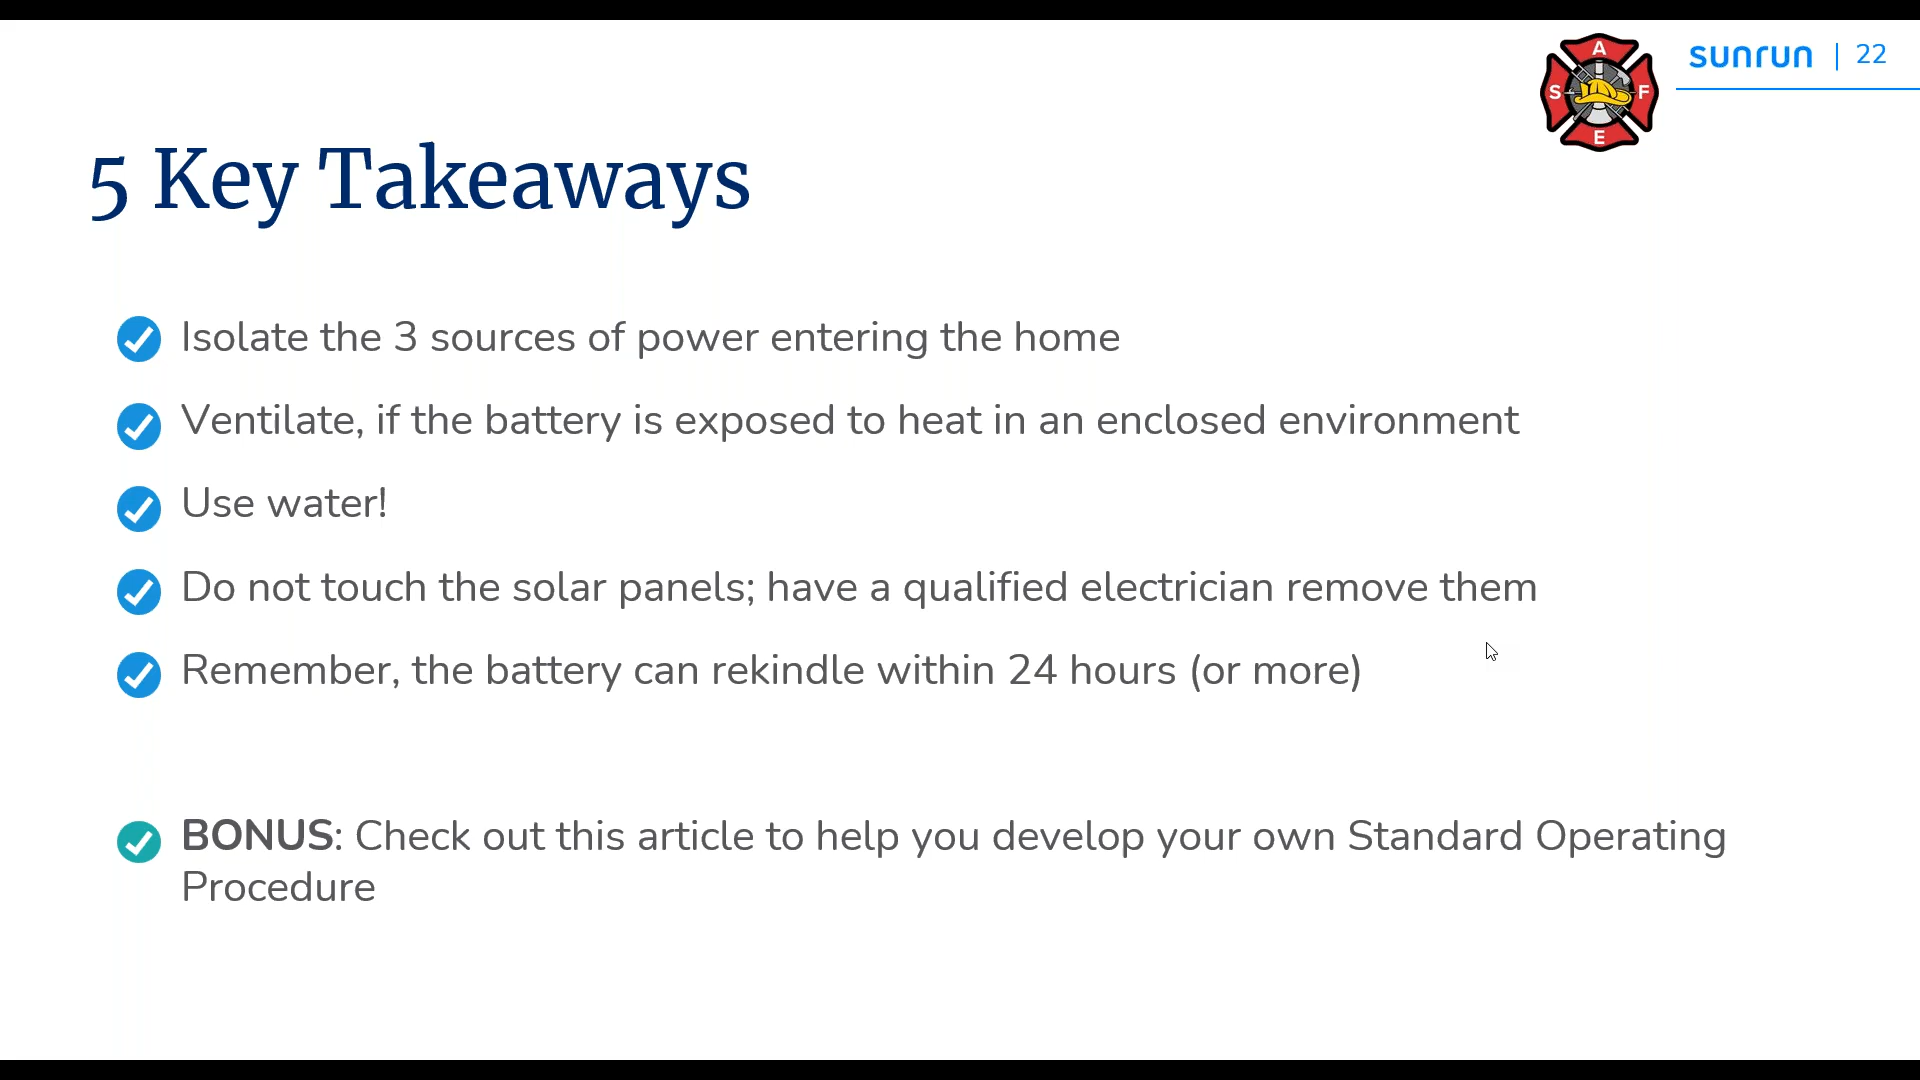 A
S F
E
sunrun | 22
5 Key Takeaways
Isolate the 3 sources of power entering the home
Ventilate, if the battery is exposed to heat in an enclosed environment
Use water!
Do not touch the solar panels; have a qualified electrician remove them
Remember, the battery can rekindle within 24 hours (or more)
BONUS: Check out this article to help you develop your own Standard Operating
Procedure